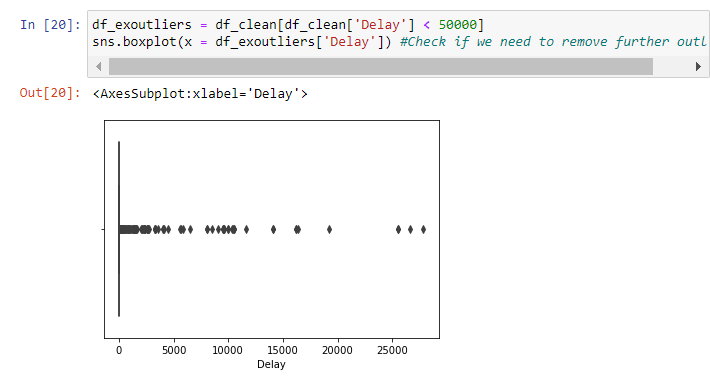 In [20]: df_exoutliers = df_clean[df_clean['Delay'] < 50000]
sns.boxplot(x = df_exoutliers['Delay']) #Check if we need to remove further outl
Out[20]: <AxesSubplot:xlabel='Delay'>
0 5000 10000 15000 20000 25000
Delay